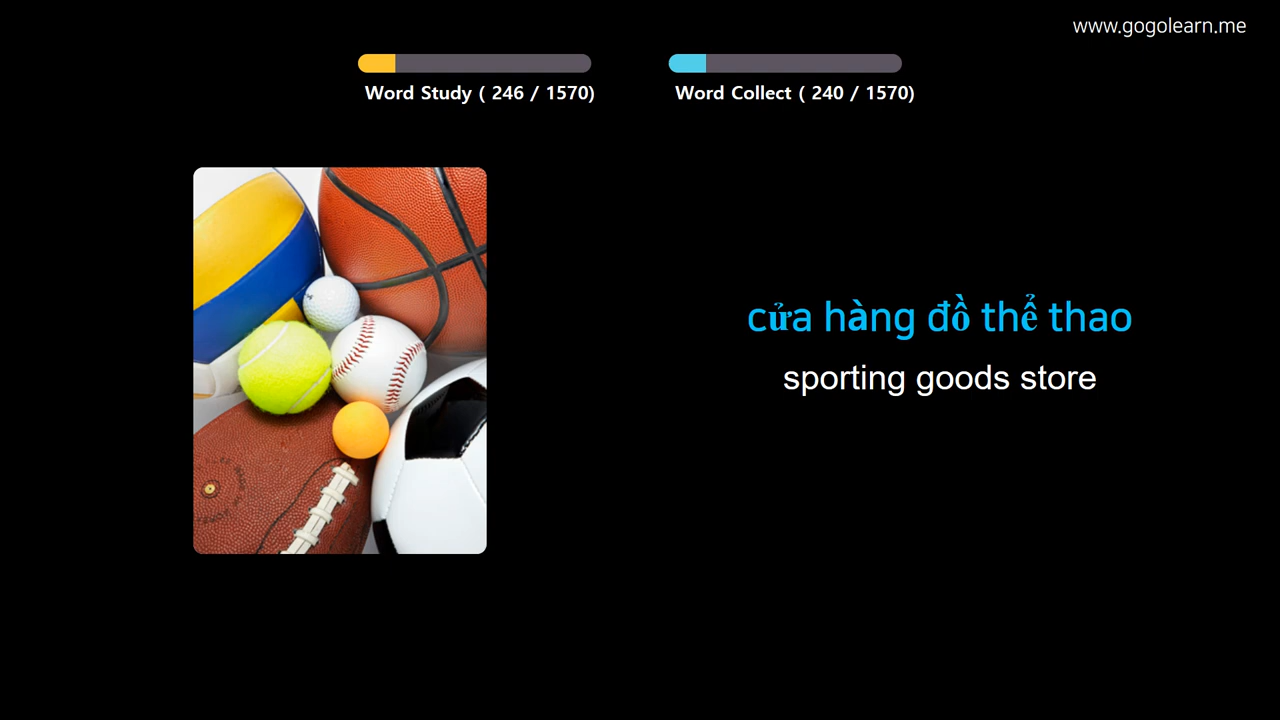 www.gogolearn.me
Word Study ( 246 / 1570)
Word Collect ( 240 / 1570)
cửa hàng đồ thể thao
sporting goods store